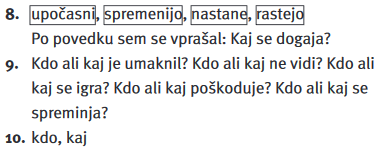 8. upočasni, spremenijo, nastane, rastejo
Po povedku sem se vprašal: Kaj se dogaja?
9. Kdo ali kaj je umaknil? Kdo ali kaj ne vidi? Kdo ali
kaj se igra? Kdo ali kaj poškoduje? Kdo ali kaj se
spreminja?
10. kdo, kaj